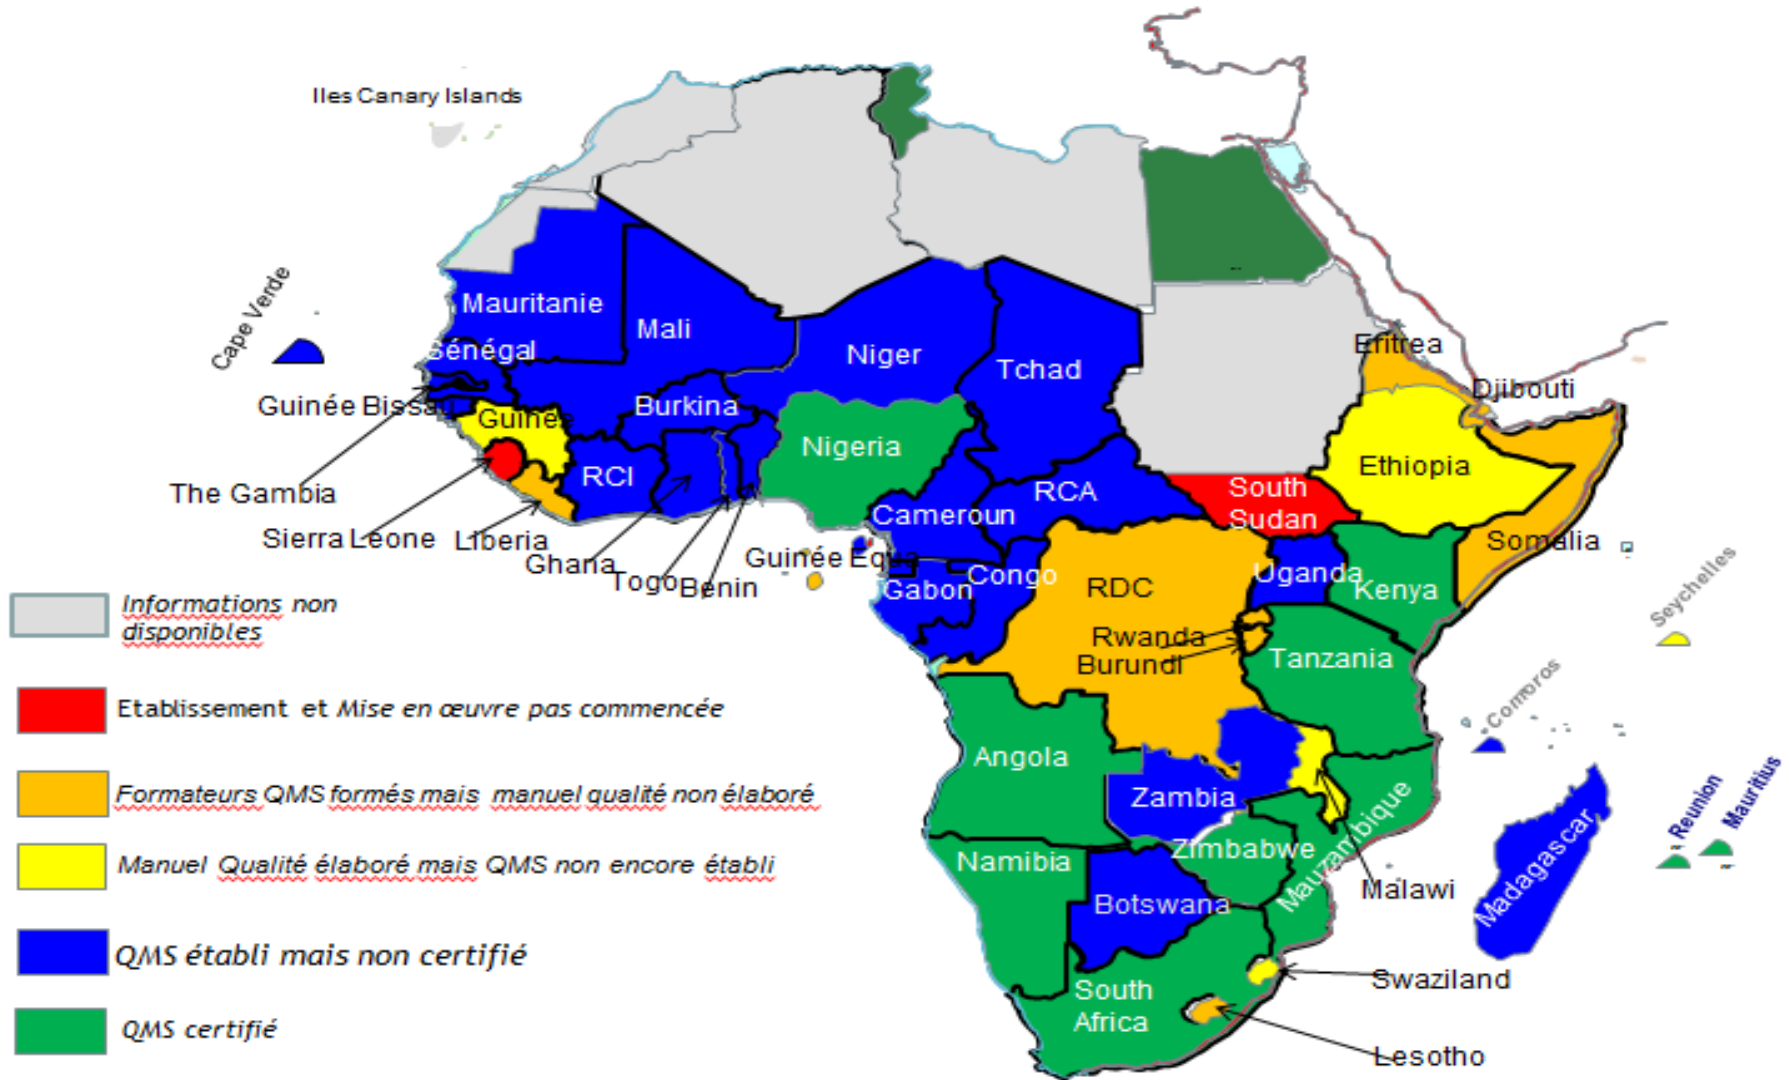 Iles Canary Islands
Cape Verde
Mauritanie
Mali
Niger
Tchad
Eritrea
Sénégal
Djibouti
Guinée Bissau
Guinée
Burkina
Nigeria
Ethiopia
RCI
RCA
South
Sudan
The Gambia
Cameroun
Sierra Leone
Liberia
Ghana
Togo
Benin
Guinée Equa
Somalia
Gabon
Congo
RDC
Uganda
Kenya
Seychelles
Rwanda
Burundi
Tanzania
Comoros
Angola
Zambia
Mauzambique
Reunion
Mauritius
Madagascar
Namibia
Zimbabwe
Malawi
Botswana
Swaziland
South
Africa
Lesotho
Informations non
disponibles
Etablissement et Mise en œuvre pas commencée
Formateurs QMS formés mais manuel qualité non élaboré
Manuel Qualité élaboré mais QMS non encore établi
QMS établi mais non certifié
QMS certifié